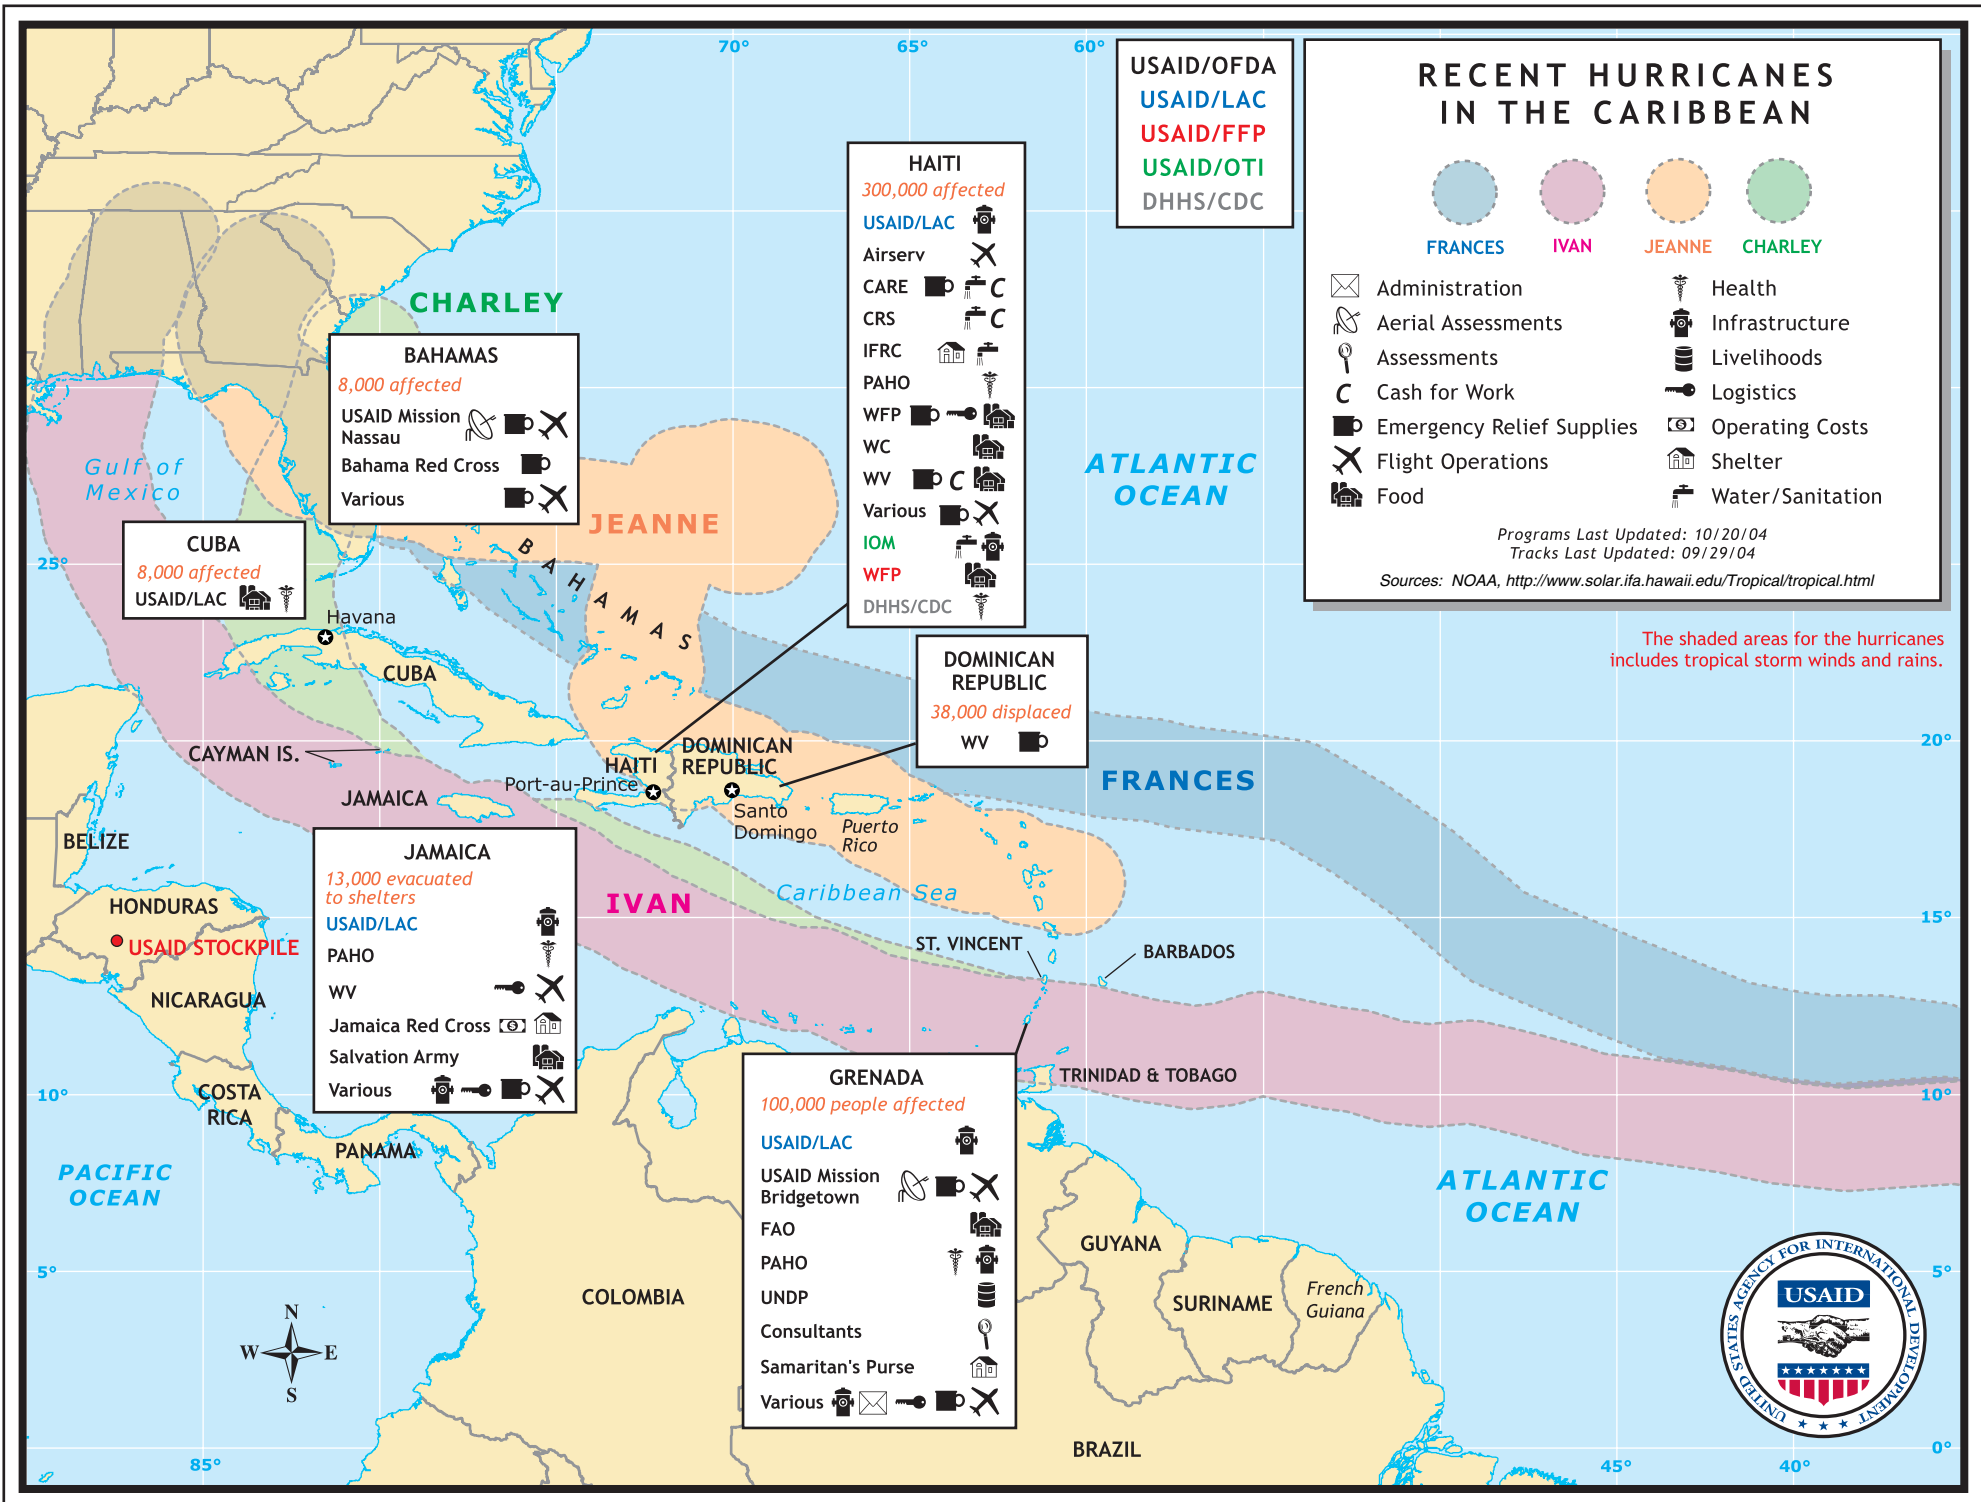 RECENT HURRICANES
IN THE CARIBBEAN
FRANCES
IVAN
JEANNE
CHARLEY
Administration
Aerial Assessments
Assessments
C Cash for Work
Emergency Relief Supplies
Flight Operations
Food
Health
Infrastructure
Livelihoods
Logistics
$ Operating Costs
Shelter
Water/Sanitation
Programs Last Updated: 10/20/04
Tracks Last Updated: 09/29/04
Sources: NOAA, http://www.solar.ifa.hawaii.edu/Tropical/tropical.html
The shaded areas for the hurricanes
includes tropical storm winds and rains.
USAID/OFDA
USAID/LAC
USAID/FFP
USAID/OTI
DHHS/CDC
70°
65°
60°
HAITI
300,000 affected
USAID/LAC
Airserv
CARE C
CRS C
IFRC
PAHO
WFP
WC
WV C
Various
IOM
WFP
DHHS/CDC
CHARLEY
BAHAMAS
8,000 affected
USAID Mission
Nassau
Bahama Red Cross
Various
Gulf of
Mexico
JEANNE
ATLANTIC
OCEAN
BAHAMAS
25°
CUBA
8,000 affected
USAID/LAC
Havana
CUBA
DOMINICAN
REPUBLIC
38,000 displaced
WV
CAYMAN IS.
JAMAICA
HAITI
Port-au-Prince
DOMINICAN
REPUBLIC
Santo
Domingo
Puerto
Rico
FRANCES
20°
BELIZE
JAMAICA
13,000 evacuated
to shelters
USAID/LAC
PAHO
WV
Jamaica Red Cross $
Salvation Army
Various
IVAN
Caribbean Sea
15°
ST. VINCENT
BARBADOS
HONDURAS
USAID STOCKPILE
NICARAGUA
COSTA
RICA
PANAMA
10°
10°
TRINIDAD & TOBAGO
GRENADA
100,000 people affected
USAID/LAC
USAID Mission
Bridgetown
FAO
PAHO
UNDP
Consultants
Samaritan's Purse
Various
PACIFIC
OCEAN
ATLANTIC
OCEAN
5°
5°
COLOMBIA
GUYANA
SURINAME
French
Guiana
BRAZIL
N
W E
S
85°
45°
40°
0°
UNITED STATES AGENCY FOR INTERNATIONAL DEVELOPMENT
USAID